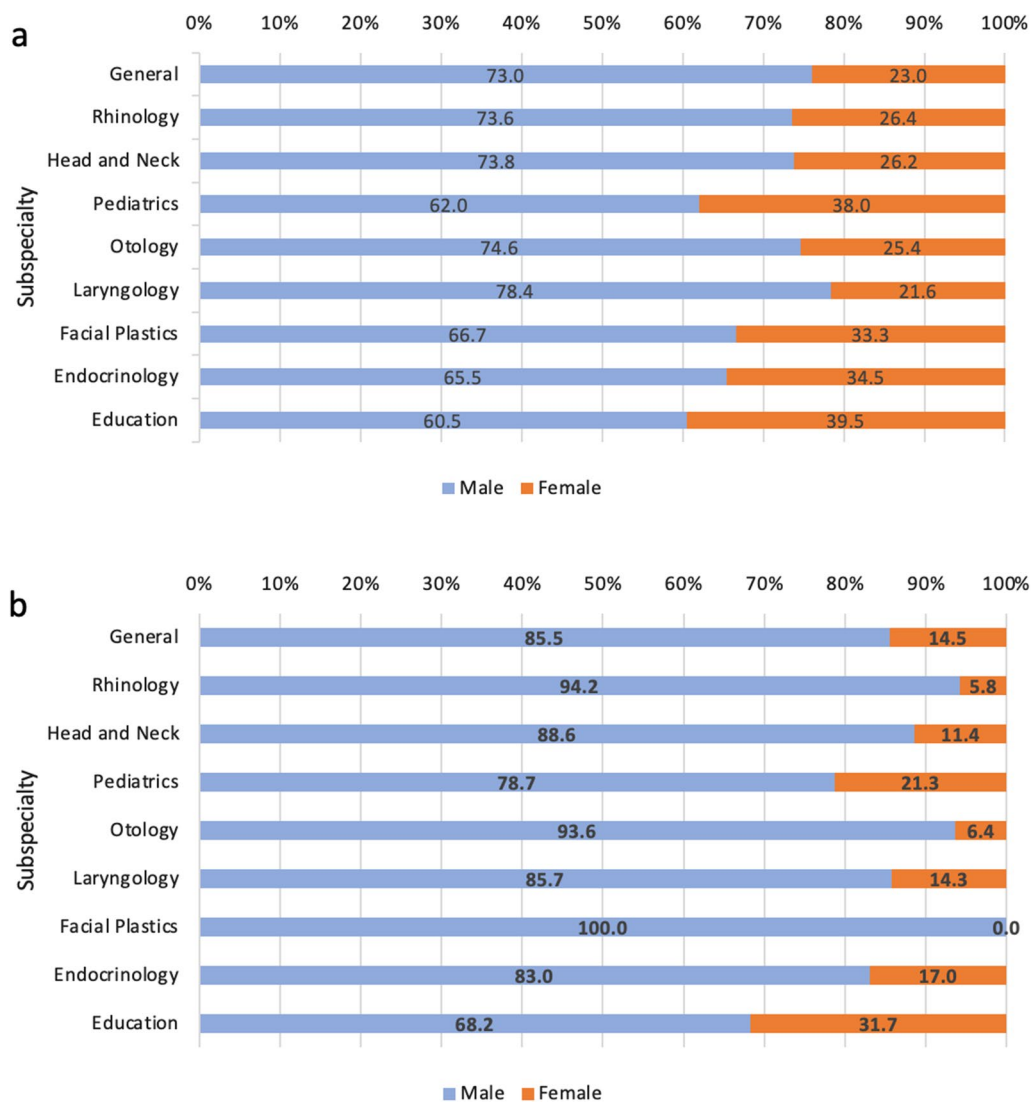 a
0% 10% 20% 30% 40% 50% 60% 70% 80% 90% 100%
Subspecialty
General 73.0 23.0
Rhinology 73.6 26.4
Head and Neck 73.8 26.2
Pediatrics 62.0 38.0
Otology 74.6 25.4
Laryngology 78.4 21.6
Facial Plastics 66.7 33.3
Endocrinology 65.5 34.5
Education 60.5 39.5
Male Female
b
0% 10% 20% 30% 40% 50% 60% 70% 80% 90% 100%
Subspecialty
General 85.5 14.5
Rhinology 94.2 5.8
Head and Neck 88.6 11.4
Pediatrics 78.7 21.3
Otology 93.6 6.4
Laryngology 85.7 14.3
Facial Plastics 100.0 0.0
Endocrinology 83.0 17.0
Education 68.2 31.7
Male Female